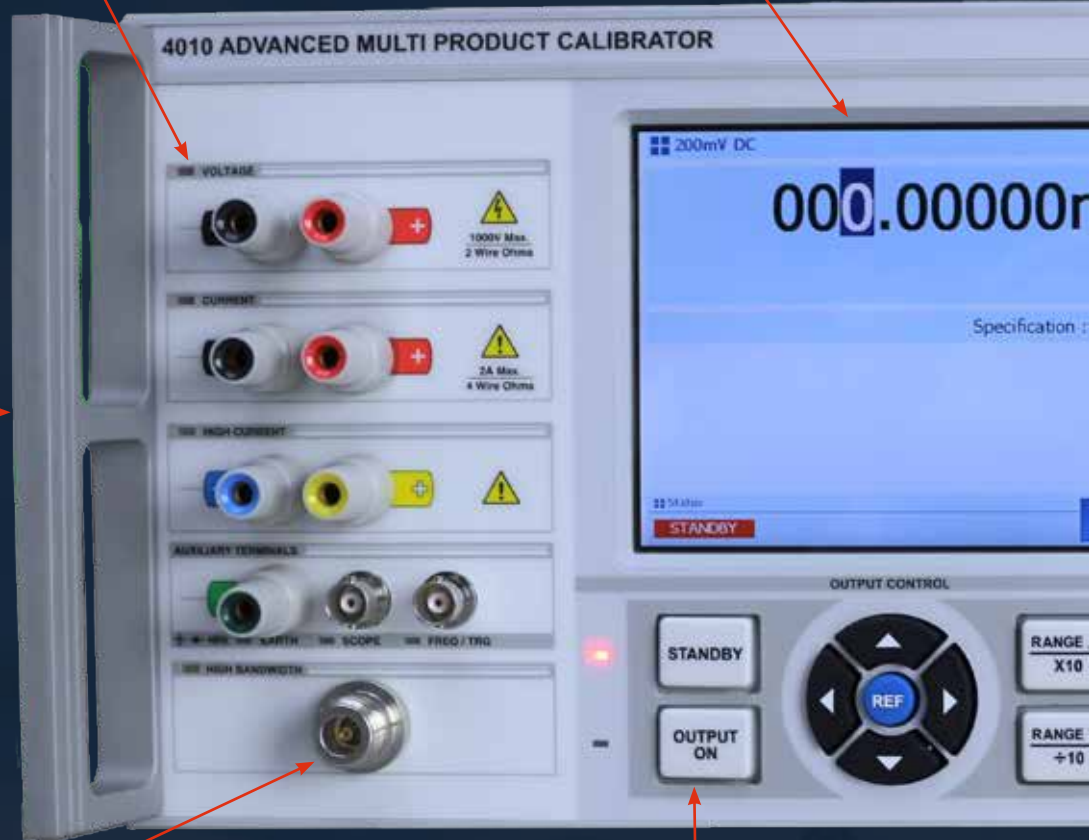 4010 ADVANCED MULTI PRODUCT CALIBRATOR
VOLTAGE
+
1000V Max.
2 Wire Ohms
CURRENT
+
2A Max.
4 Wire Ohms
HIGH CURRENT
+
AUXILIARY TERMINALS
EARTH SCOPE FREQ / TRG
HIGH BANDWIDTH
200mV DC
000.00000m
Specification :
Status
STANDBY
OUTPUT CONTROL
STANDBY
OUTPUT
ON
REF
RANGE
X10
RANGE
÷10